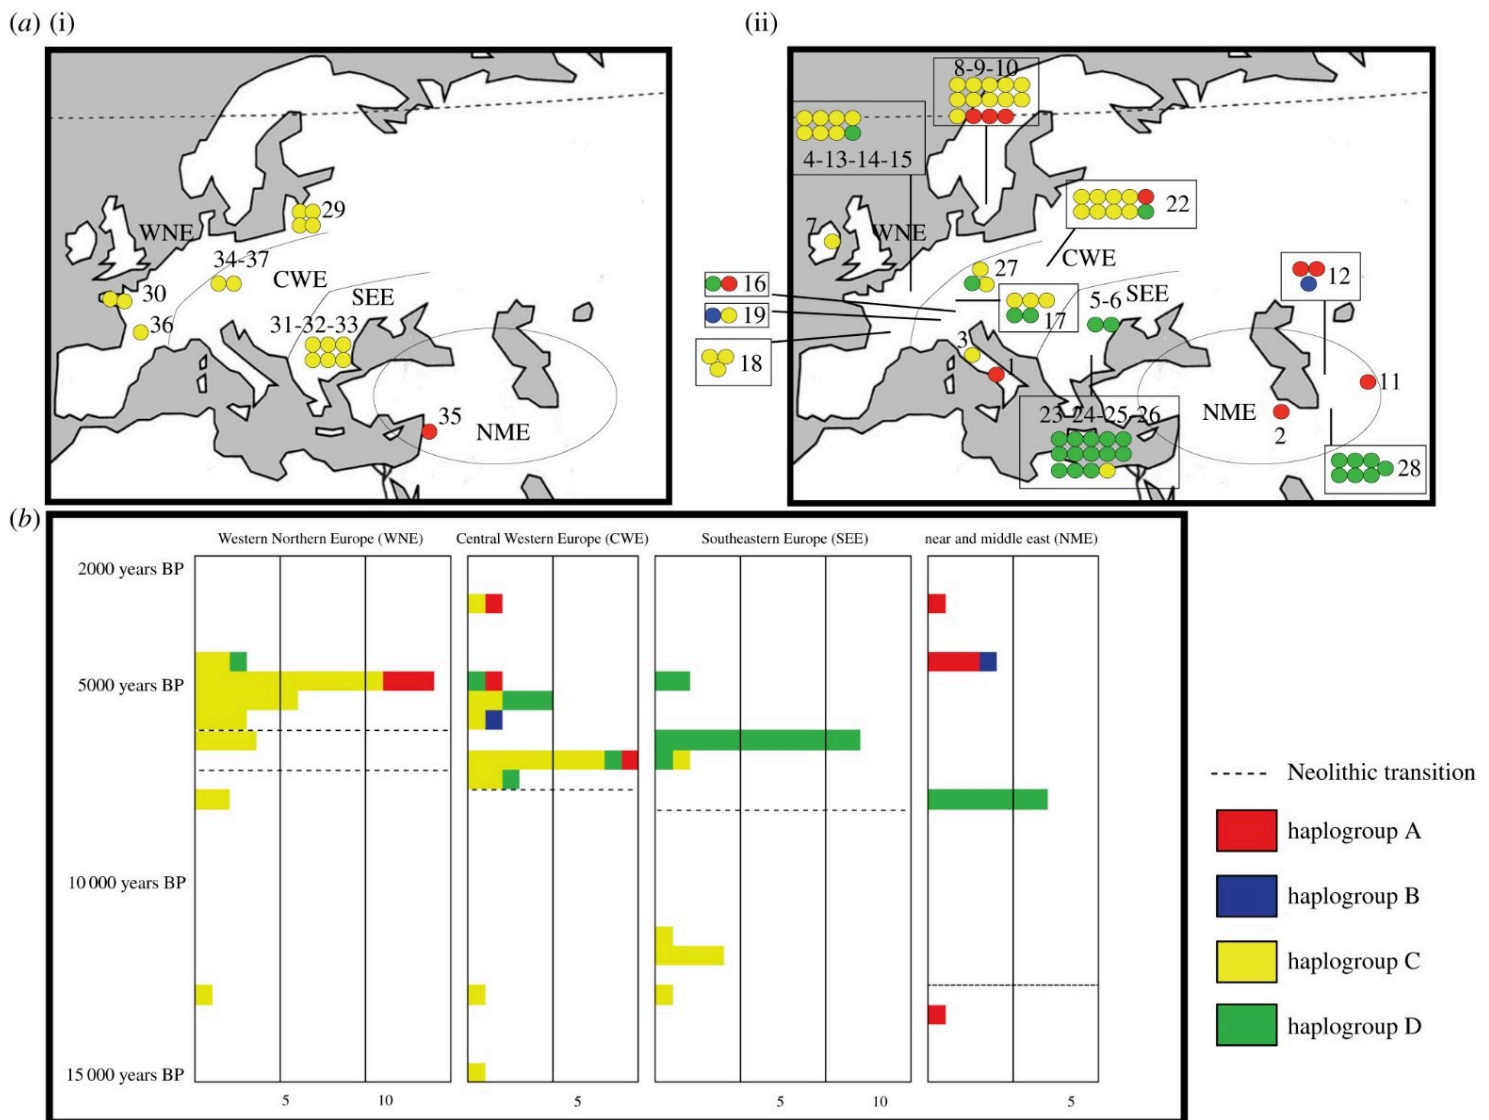 (a) (i)
(ii)
29
WNE
34-37
CWE
30
SEE
36
31-32-33
35
NME
8-9-10
4-13-14-15
22
7
WNE
CWE
27
12
16
5-6
SEE
19
17
3
18
1
11
23-24-25-26
NME
2
28
(b)
Western Northern Europe (WNE)
Central Western Europe (CWE)
Southeastern Europe (SEE)
near and middle east (NME)
2000 years BP
5000 years BP
10 000 years BP
15 000 years BP
5 10
5
5 10
5
Neolithic transition
haplogroup A
haplogroup B
haplogroup C
haplogroup D